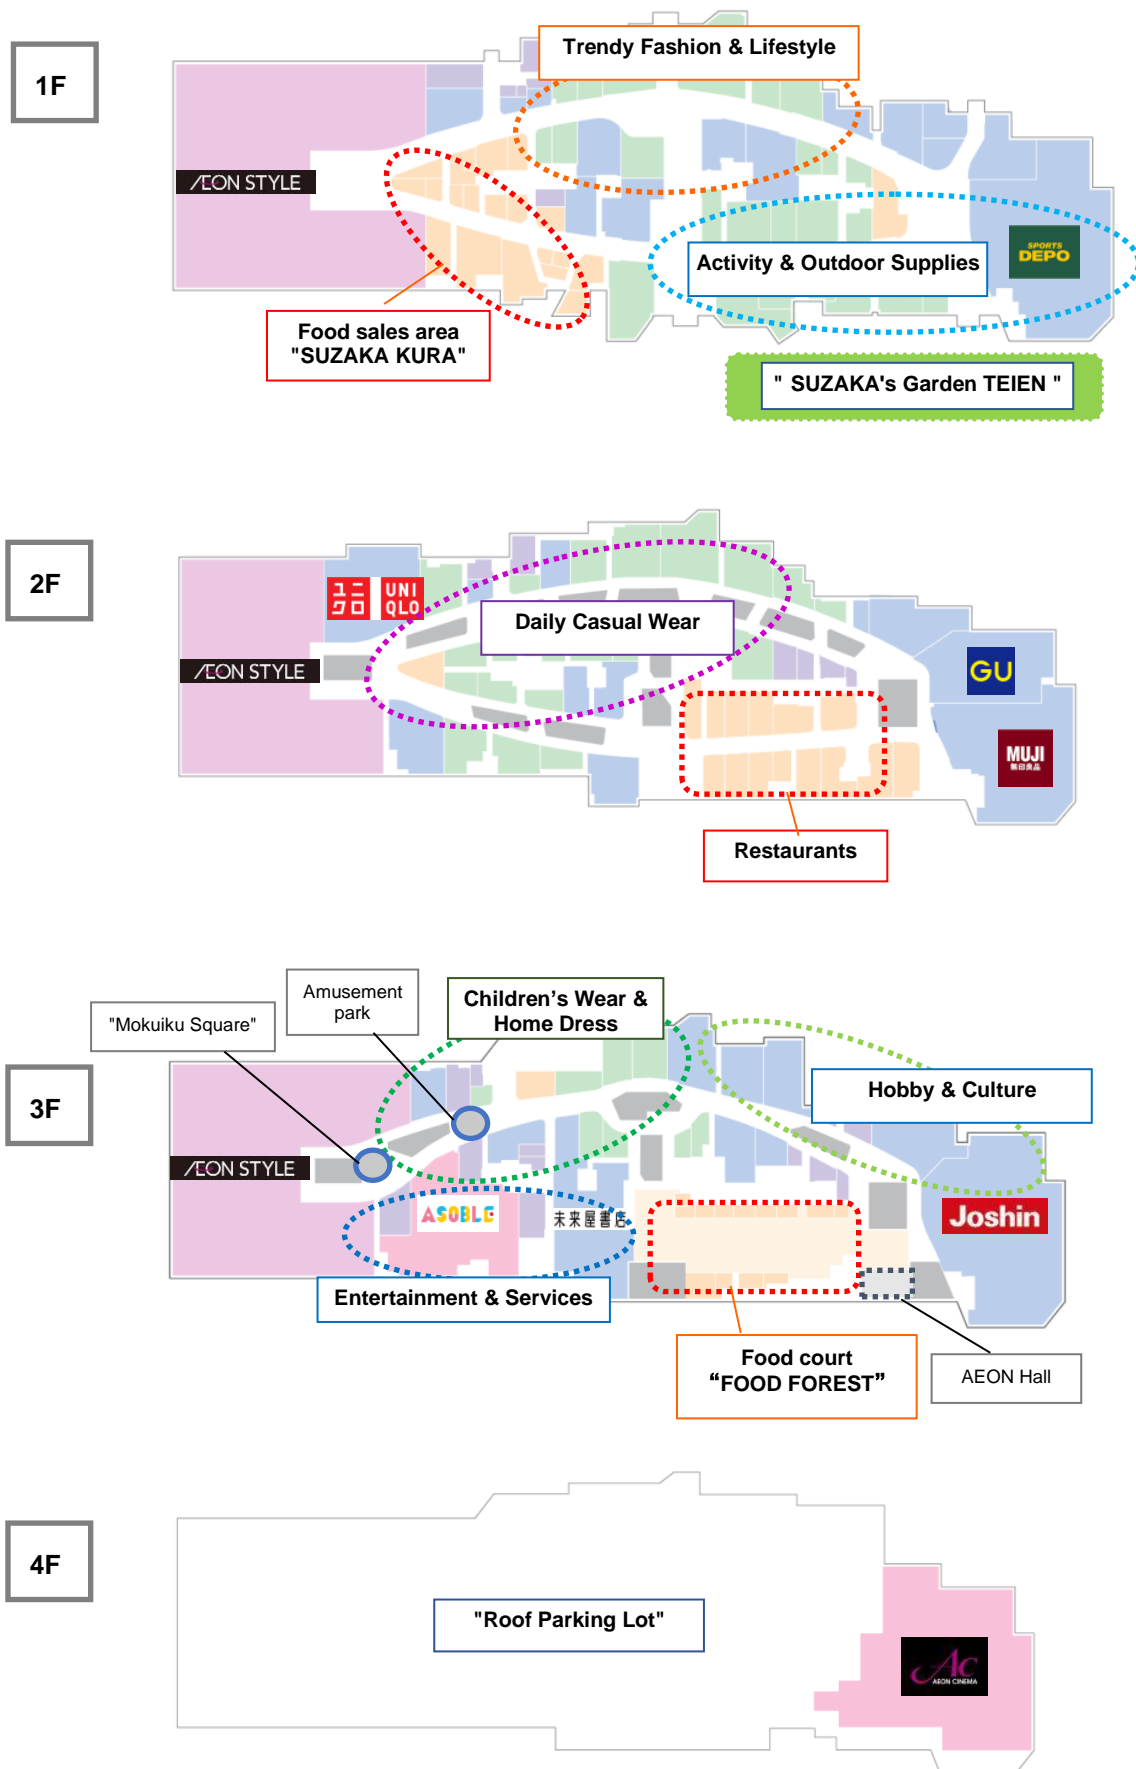 1F
Trendy Fashion & Lifestyle
ÆON STYLE
SPORTS
DEPO
Activity & Outdoor Supplies
Food sales area
"SUZAKA KURA"
" SUZAKA's Garden TEIEN "
2F
ユニ
クロ
UNI
QLO
Daily Casual Wear
ÆON STYLE
GU
MUJI
無印良品
Restaurants
3F
"Mokuiku Square"
Amusement
park
Children's Wear &
Home Dress
Hobby & Culture
ÆON STYLE
ASOBLE
未来屋書店
Joshin
Entertainment & Services
Food court
“FOOD FOREST”
AEON Hall
4F
"Roof Parking Lot"
Ac
AEON CINEMA